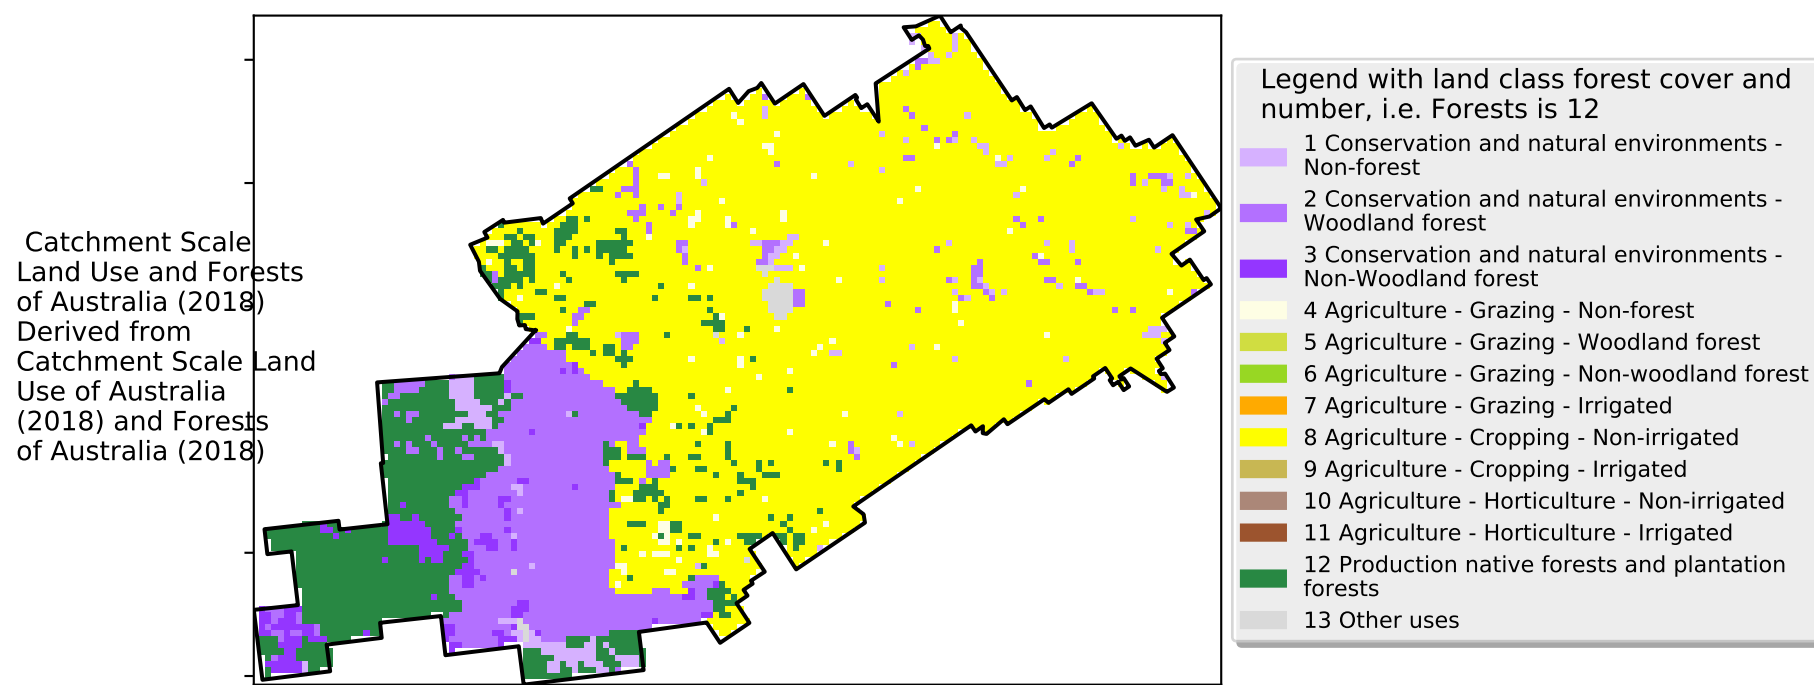 Catchment Scale
Land Use and Forests
of Australia (2018)
Derived from
Catchment Scale Land
Use of Australia
(2018) and Forests
of Australia (2018)
Legend with land class forest cover and
number, i.e. Forests is 12
1 Conservation and natural environments -
Non-forest
2 Conservation and natural environments -
Woodland forest
3 Conservation and natural environments -
Non-Woodland forest
4 Agriculture - Grazing - Non-forest
5 Agriculture - Grazing - Woodland forest
6 Agriculture - Grazing - Non-woodland forest
7 Agriculture - Grazing - Irrigated
8 Agriculture - Cropping - Non-irrigated
9 Agriculture - Cropping - Irrigated
10 Agriculture - Horticulture - Non-irrigated
11 Agriculture - Horticulture - Irrigated
12 Production native forests and plantation
forests
13 Other uses